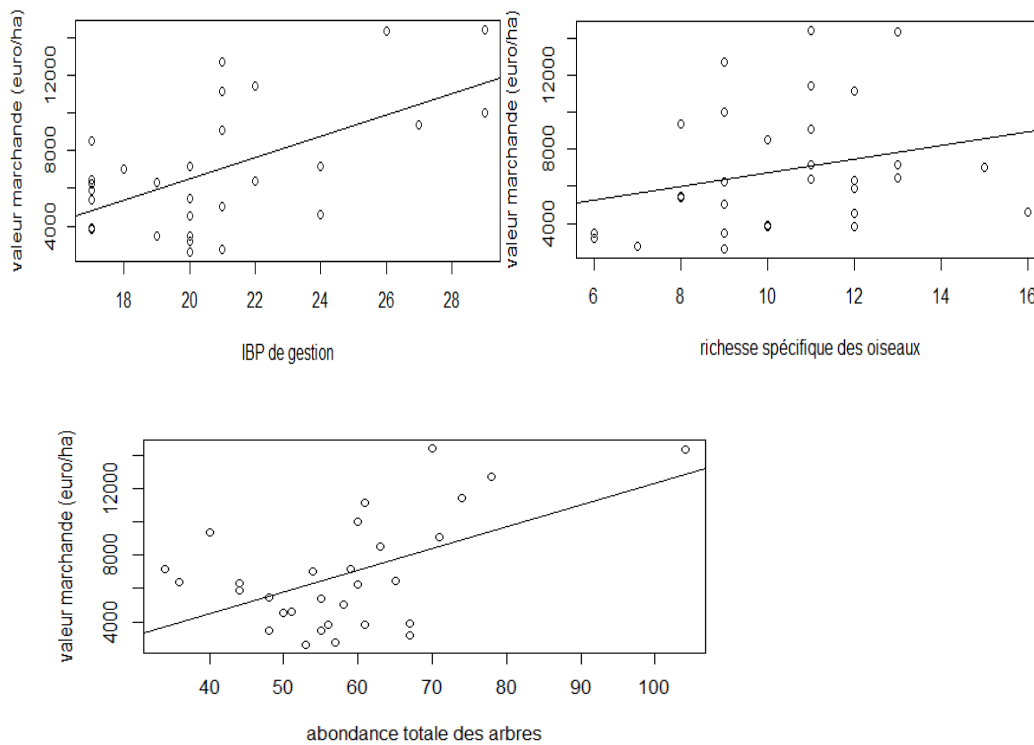 valeur marchande (euro/ha)
12000
8000
4000
18 20 22 24 26 28
IBP de gestion
valeur marchande (euro/ha)
12000
8000
4000
6 8 10 12 14 16
richesse spécifique des oiseaux
valeur marchande (euro/ha)
12000
8000
4000
40 50 60 70 80 90 100
abondance totale des arbres